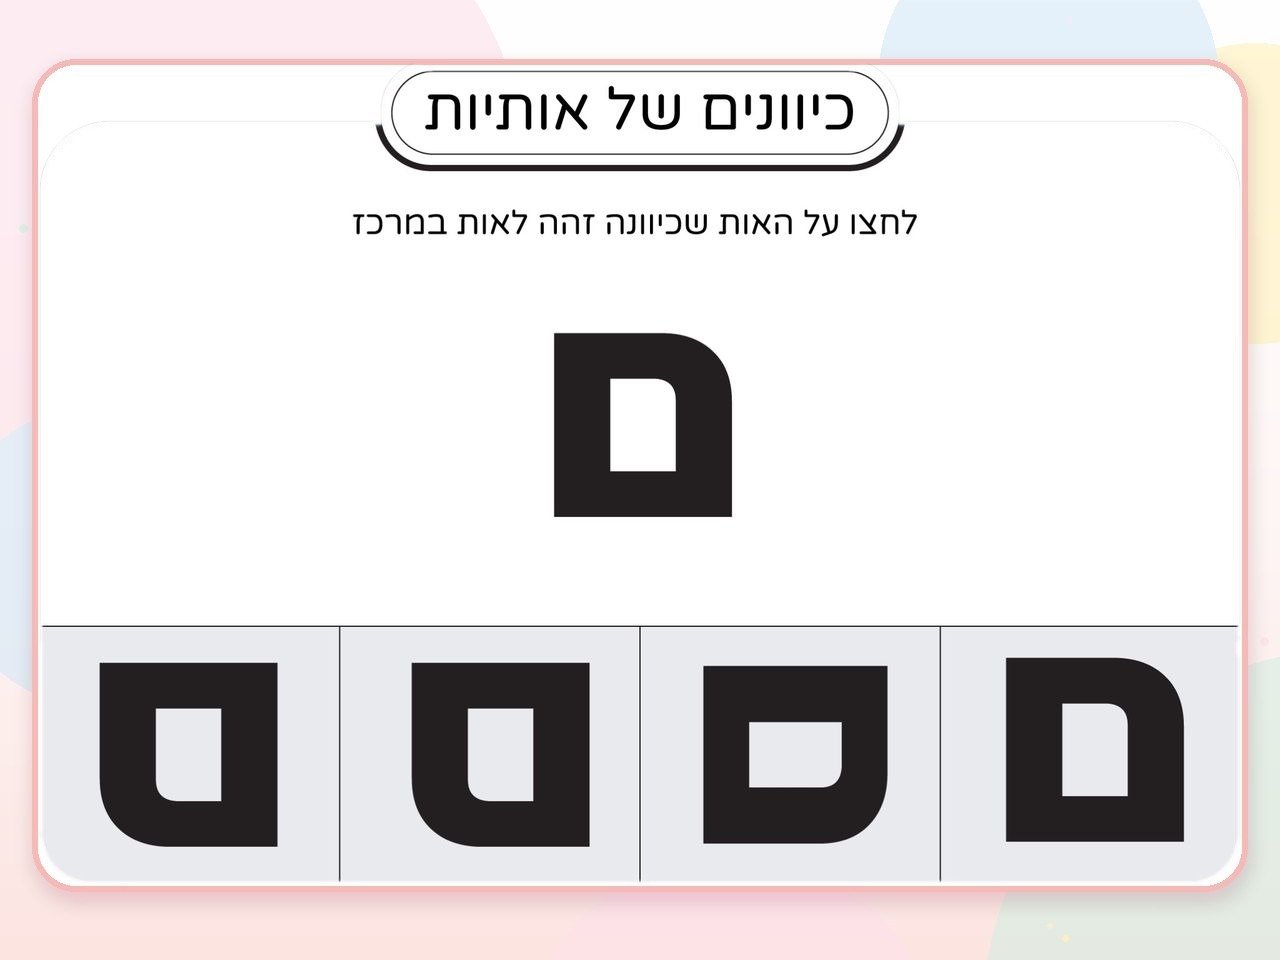 כיוונים של אותיות
לחצו על האות שכיוונה זהה לאות במרכז
ם
ם ם ם ם